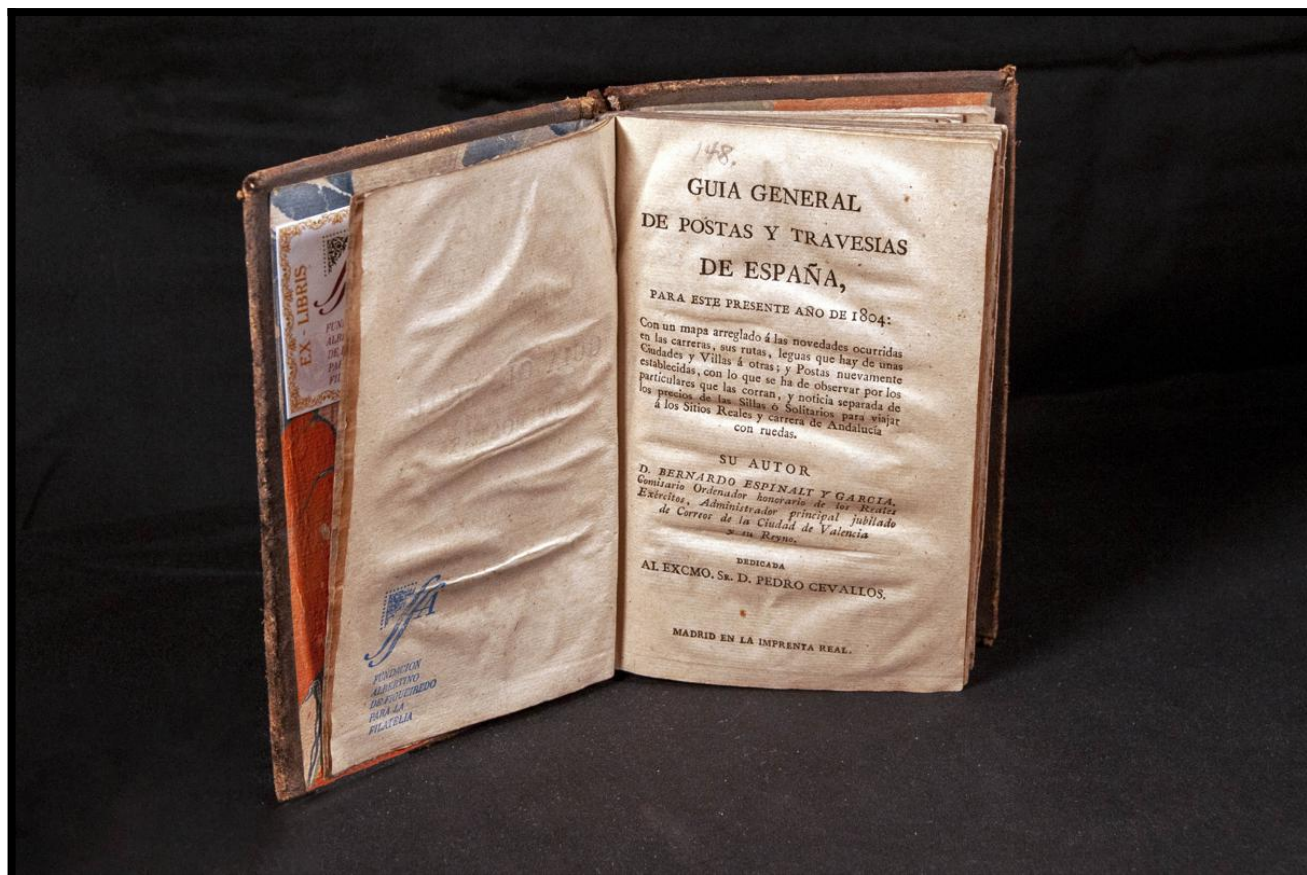 EX - LIBRIS
FUNDACION
ALBERTINO
DE FIGUEIREDO
PARA LA
FILATELIA
148.
GUIA GENERAL
DE POSTAS Y TRAVESIAS
DE ESPAÑA,
PARA ESTE PRESENTE AÑO DE 1804:
Con un mapa arreglado á las novedades ocurridas
en las carreras, sus rutas, leguas que hay de unas
Ciudades y Villas á otras; y Postas nuevamente
establecidas, con lo que se ha de observar por los
particulares que las corran, y noticia separada de
los precios de las Sillas ó Solitarios para viajar
á los Sitios Reales y carrera de Andalucía
con ruedas.
SU AUTOR
D. BERNARDO ESPINALT Y GARCIA,
Comisario Ordenador honorario de los Reales
Exércitos, Administrador principal jubilado
de Correos de la Ciudad de Valencia
y su Reyno.
DEDICADA
AL EXCMO. SR. D. PEDRO CEVALLOS.
MADRID EN LA IMPRENTA REAL.